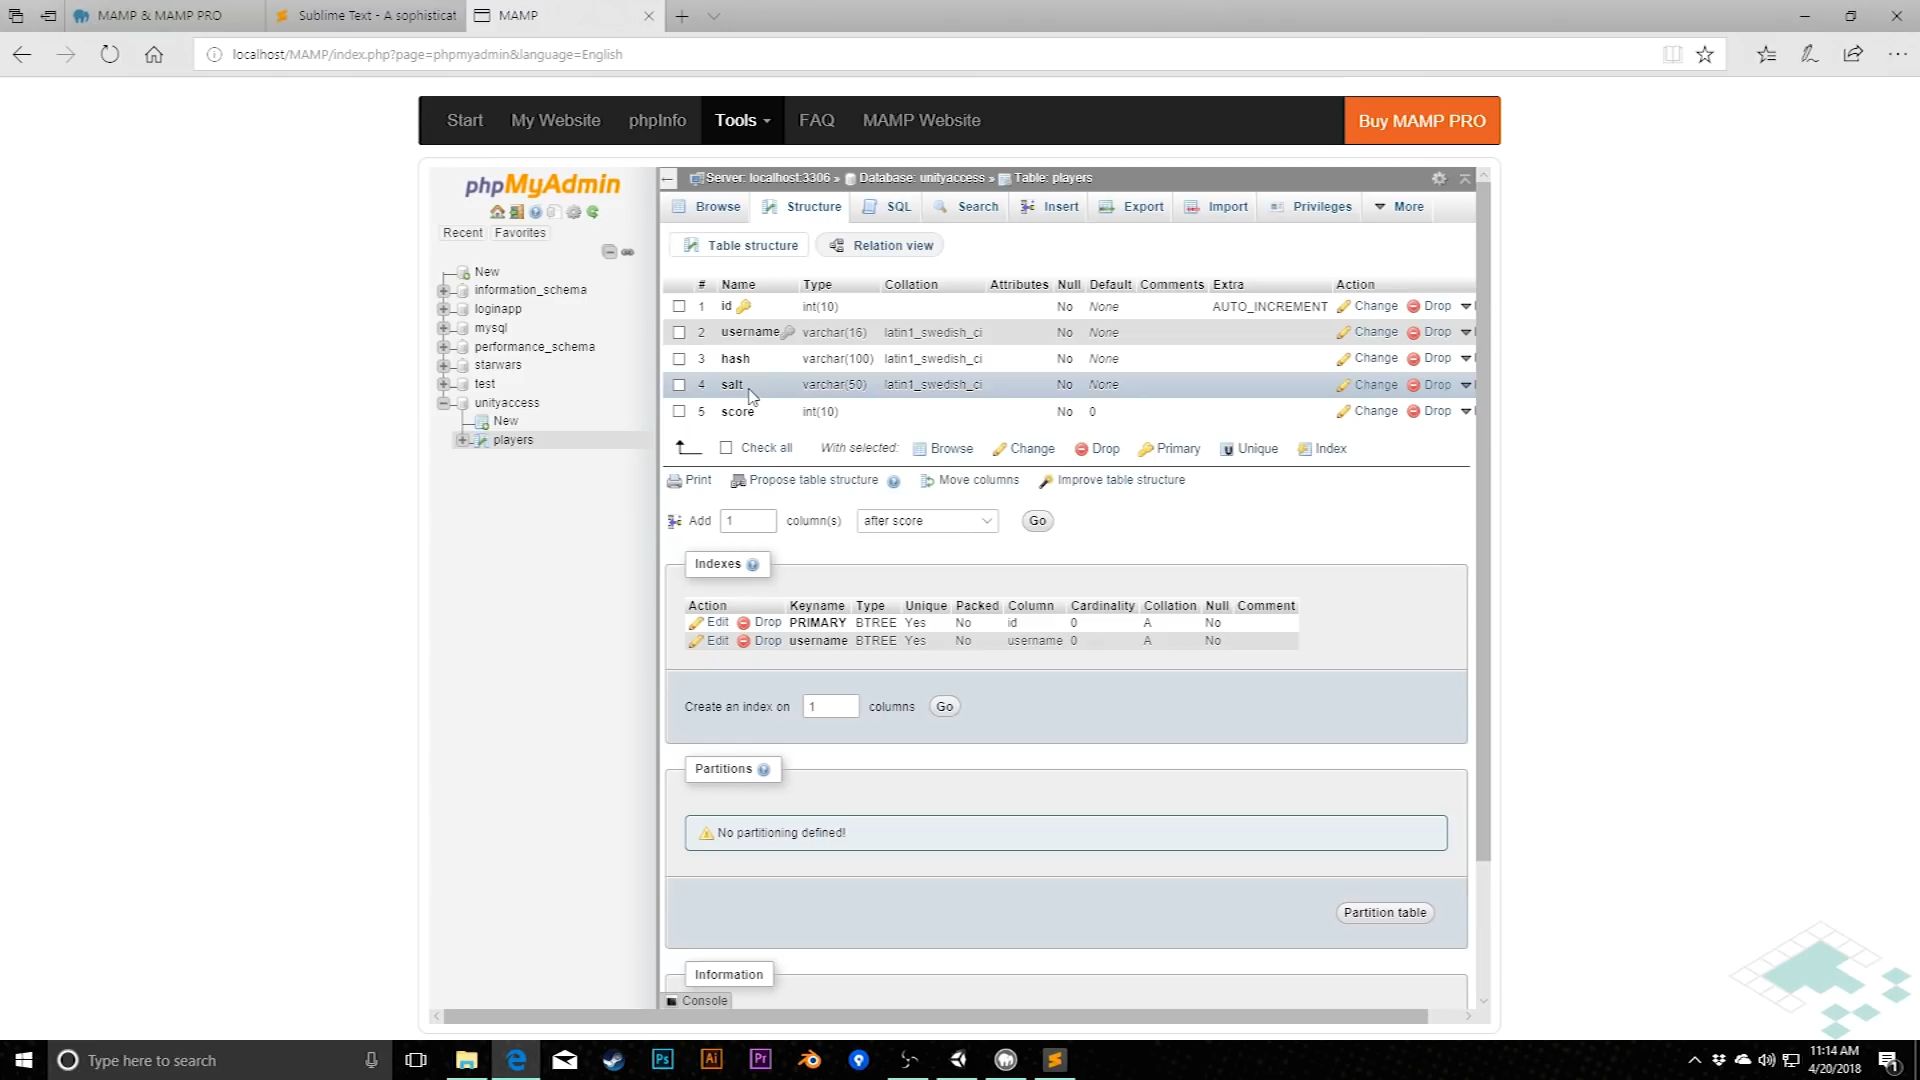 MAMP & MAMP PRO
Sublime Text - A sophisticat
MAMP
localhost/MAMP/index.php?page=phpmyadmin&language=English
Start My Website phpInfo Tools FAQ MAMP Website Buy MAMP PRO
phpMyAdmin
Recent Favorites
New
information_schema
loginapp
mysql
performance_schema
starwars
test
unityaccess
New
players
Server: localhost:3306 » Database: unityaccess » Table: players
Browse Structure SQL Search Insert Export Import Privileges More
Table structure Relation view
# Name Type Collation Attributes Null Default Comments Extra Action
1 id int(10) No None AUTO_INCREMENT Change Drop
2 username varchar(16) latin1_swedish_ci No None Change Drop
3 hash varchar(100) latin1_swedish_ci No None Change Drop
4 salt varchar(50) latin1_swedish_ci No None Change Drop
5 score int(10) No 0 Change Drop
Check all With selected: Browse Change Drop Primary Unique Index
Print Propose table structure Move columns Improve table structure
Add 1 column(s) after score Go
Indexes
Action Keyname Type Unique Packed Column Cardinality Collation Null Comment
Edit Drop PRIMARY BTREE Yes No id 0 A No
Edit Drop username BTREE Yes No username 0 A No
Create an index on 1 columns Go
Partitions
No partitioning defined!
Partition table
Information
Console
Type here to search
Ps
Ai
Pr
11:14 AM
4/20/2018
1